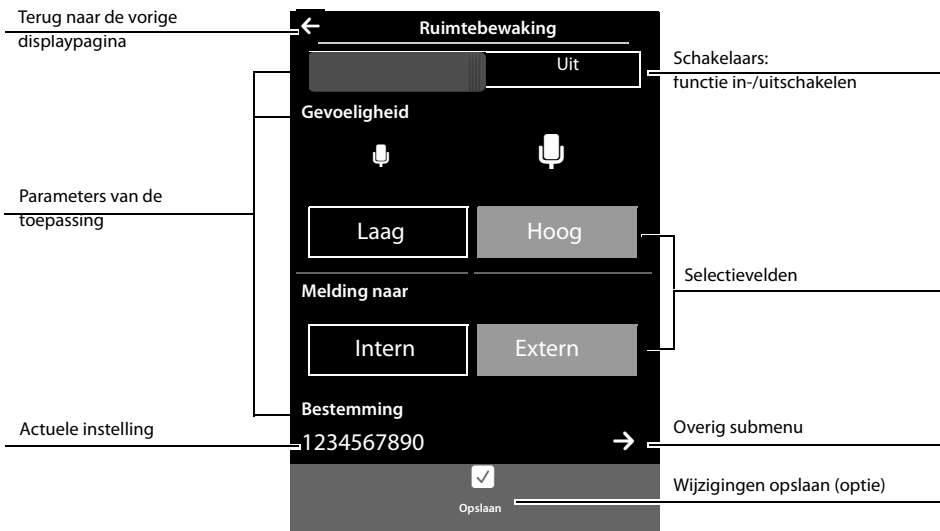 Terug naar de vorige
displaypagina
Ruimtebewaking
Uit
Schakelaars:
functie in-/uitschakelen
Gevoeligheid
Parameters van de
toepassing
Laag
Hoog
Selectievelden
Melding naar
Intern
Extern
Bestemming
Actuele instelling
1234567890
Overig submenu
Wijzigingen opslaan (optie)
Opslaan